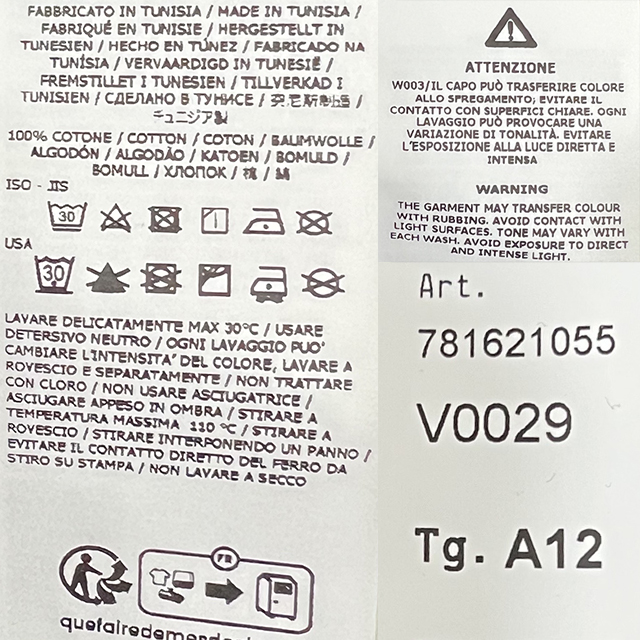 FABBRICATO IN TUNISIA / MADE IN TUNISIA /
FABRIQUÉ EN TUNISIE / HERGESTELLT IN
TUNESIEN / HECHO EN TÚNEZ / FABRICADO NA
TUNÍSIA / VERVAARDIGD IN TUNESIË /
FREMSTILLET I TUNESIEN / TILLVERKAD I
TUNISIEN / СДЕЛАНО В ТУНИСЕ / 突尼斯制造 /
チュニジア製
100% COTONE / COTTON / COTON / BAUMWOLLE /
ALGODÓN / ALGODÃO / KATOEN / BOMULD /
BOMULL / ХЛОПОК / 棉 / 綿
ISO - JIS
30
USA
30
LAVARE DELICATAMENTE MAX 30°C / USARE
DETERSIVO NEUTRO / OGNI LAVAGGIO PUO'
CAMBIARE L'INTENSITA' DEL COLORE, LAVARE A
ROVESCIO E SEPARATAMENTE / NON TRATTARE
CON CLORO / NON USARE ASCIUGATRICE /
ASCIUGARE APPESO IN OMBRA / STIRARE A
TEMPERATURA MASSIMA 110 °C / STIRARE A
ROVESCIO / STIRARE INTERPONENDO UN PANNO /
EVITARE IL CONTATTO DIRETTO DEL FERRO DA
STIRO SU STAMPA / NON LAVARE A SECCO
FR
ATTENZIONE
W003/IL CAPO PUÒ TRASFERIRE COLORE
ALLO SFREGAMENTO; EVITARE IL
CONTATTO CON SUPERFICI CHIARE. OGNI
LAVAGGIO PUÒ PROVOCARE UNA
VARIAZIONE DI TONALITÀ. EVITARE
L'ESPOSIZIONE ALLA LUCE DIRETTA E
INTENSA
WARNING
THE GARMENT MAY TRANSFER COLOUR
WITH RUBBING. AVOID CONTACT WITH
LIGHT SURFACES. TONE MAY VARY WITH
EACH WASH. AVOID EXPOSURE TO DIRECT
AND INTENSE LIGHT.
Art.
781621055
V0029
Tg. A12